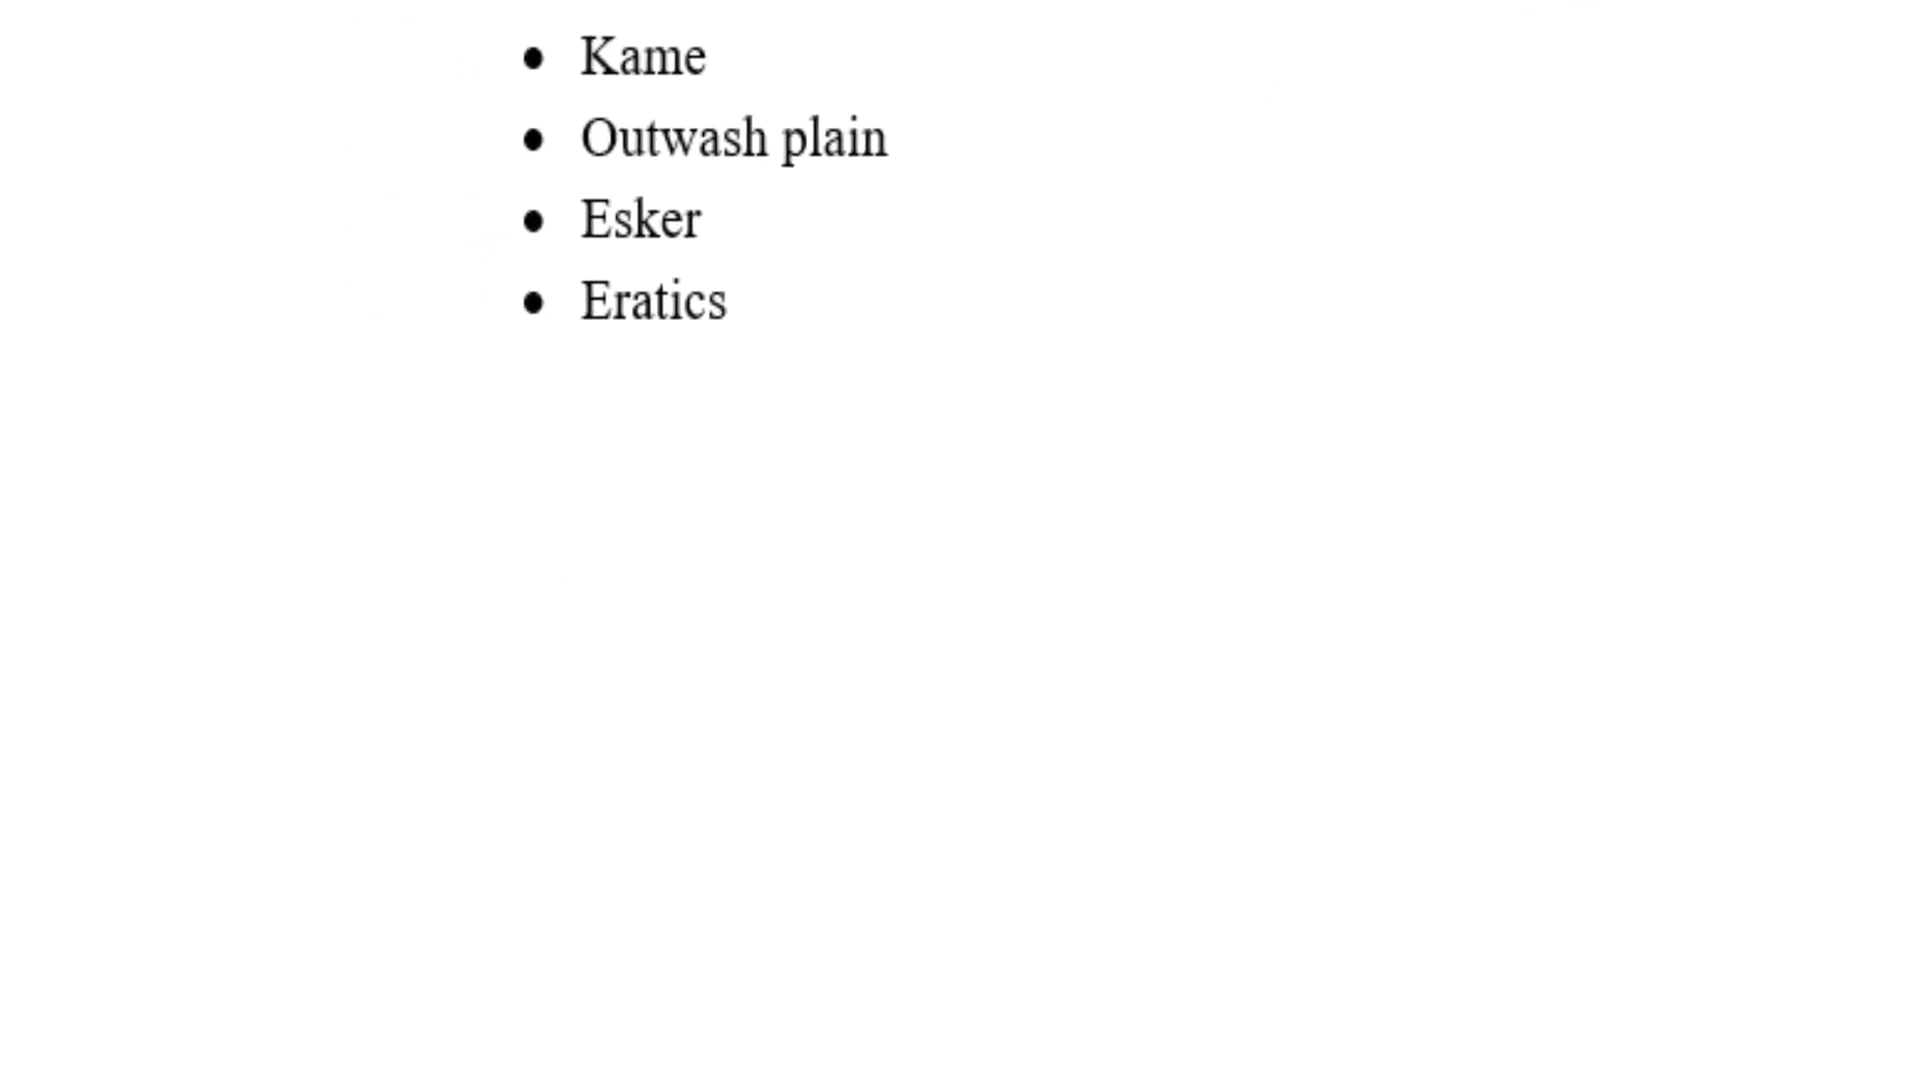 • Kame
• Outwash plain
• Esker
• Eratics